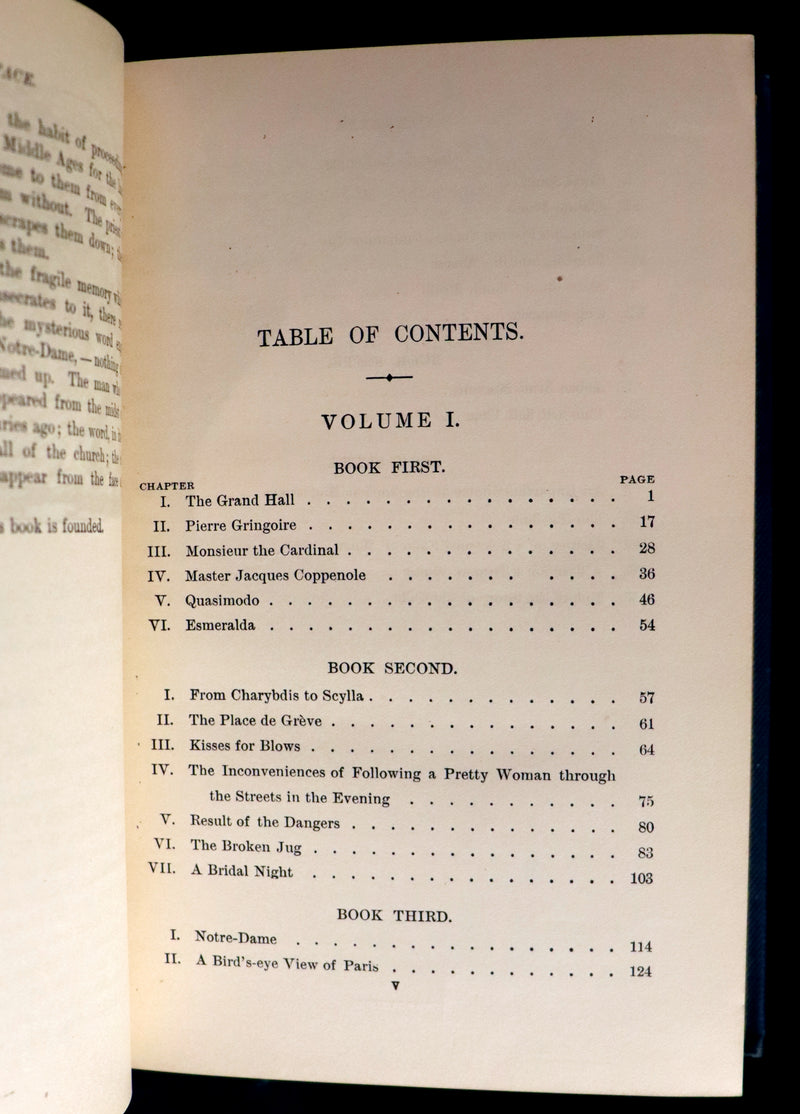 the habit of
Middle Ages for the
to them from
without. The
them down;
them.
the fragile memory
to it, there
mysterious word
Notre-Dame,—nothing
up. The man
from the
ago; the word,
of the church; the
appear from the
book is founded.
TABLE OF CONTENTS.
VOLUME I.
BOOK FIRST.
CHAPTER PAGE
I. The Grand Hall . . . . . . . . . . . . . . . . 1
II. Pierre Gringoire . . . . . . . . . . . . . . . . 17
III. Monsieur the Cardinal . . . . . . . . . . . . . . 28
IV. Master Jacques Coppenole . . . . . . . . . . 36
V. Quasimodo . . . . . . . . . . . . . . . . . . 46
VI. Esmeralda . . . . . . . . . . . . . . . . . . 54
BOOK SECOND.
I. From Charybdis to Scylla . . . . . . . . . . . . . 57
II. The Place de Grève . . . . . . . . . . . . . . . 61
III. Kisses for Blows . . . . . . . . . . . . . . . . 64
IV. The Inconveniences of Following a Pretty Woman through
the Streets in the Evening . . . . . . . . . . . 75
V. Result of the Dangers . . . . . . . . . . . . . . 80
VI. The Broken Jug . . . . . . . . . . . . . . . . 83
VII. A Bridal Night . . . . . . . . . . . . . . . . 103
BOOK THIRD.
I. Notre-Dame . . . . . . . . . . . . . . . . . 114
II. A Bird's-eye View of Paris . . . . . . . . . . . . 124
v